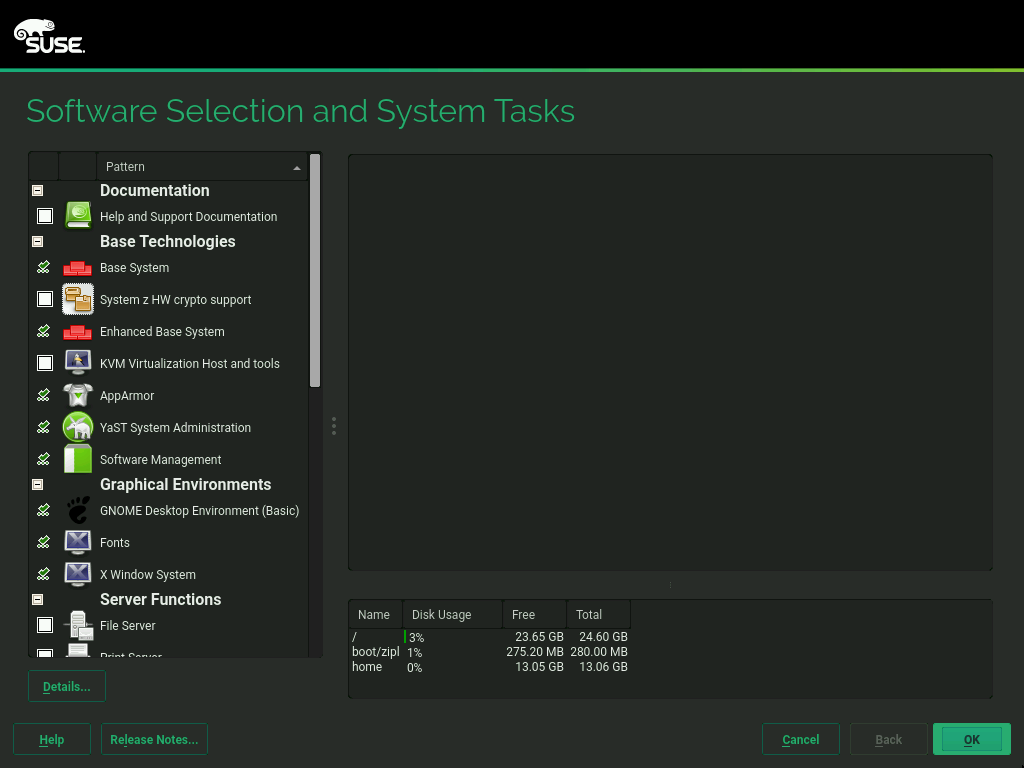 SUSE.
Software Selection and System Tasks
Pattern
Documentation
Help and Support Documentation
Base Technologies
Base System
System z HW crypto support
Enhanced Base System
KVM Virtualization Host and tools
AppArmor
YaST System Administration
Software Management
Graphical Environments
GNOME Desktop Environment (Basic)
Fonts
X Window System
Server Functions
File Server
Print Server
Name Disk Usage Free Total
/ 3% 23.65 GB 24.60 GB
boot/zipl 1% 275.20 MB 280.00 MB
home 0% 13.05 GB 13.06 GB
Details...
Help Release Notes... Cancel Back OK